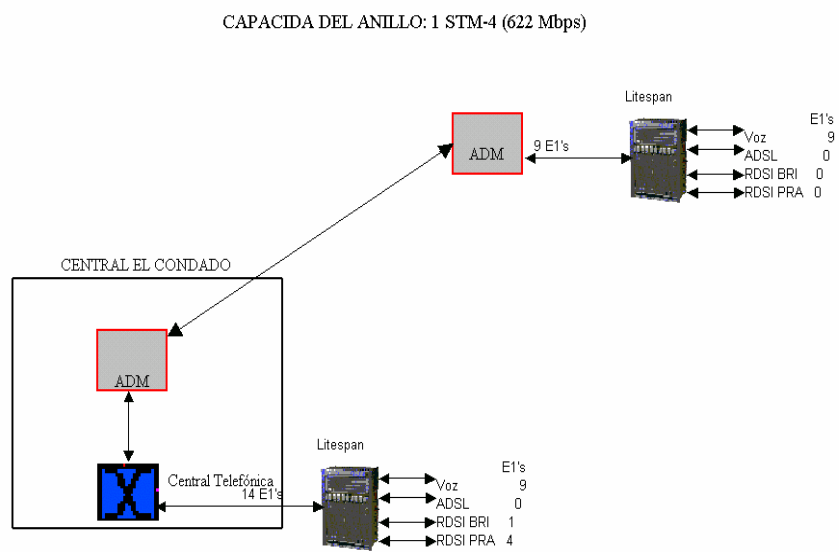 CAPACIDA DEL ANILLO: 1 STM-4 (622 Mbps)
Litespan
E1's
ADM
9 E1's
Voz 9
ADSL 0
RDSI BRI 0
RDSI PRA 0
CENTRAL EL CONDADO
ADM
Litespan
Central Telefónica
14 E1's
E1's
Voz 9
ADSL 0
RDSI BRI 1
RDSI PRA 4